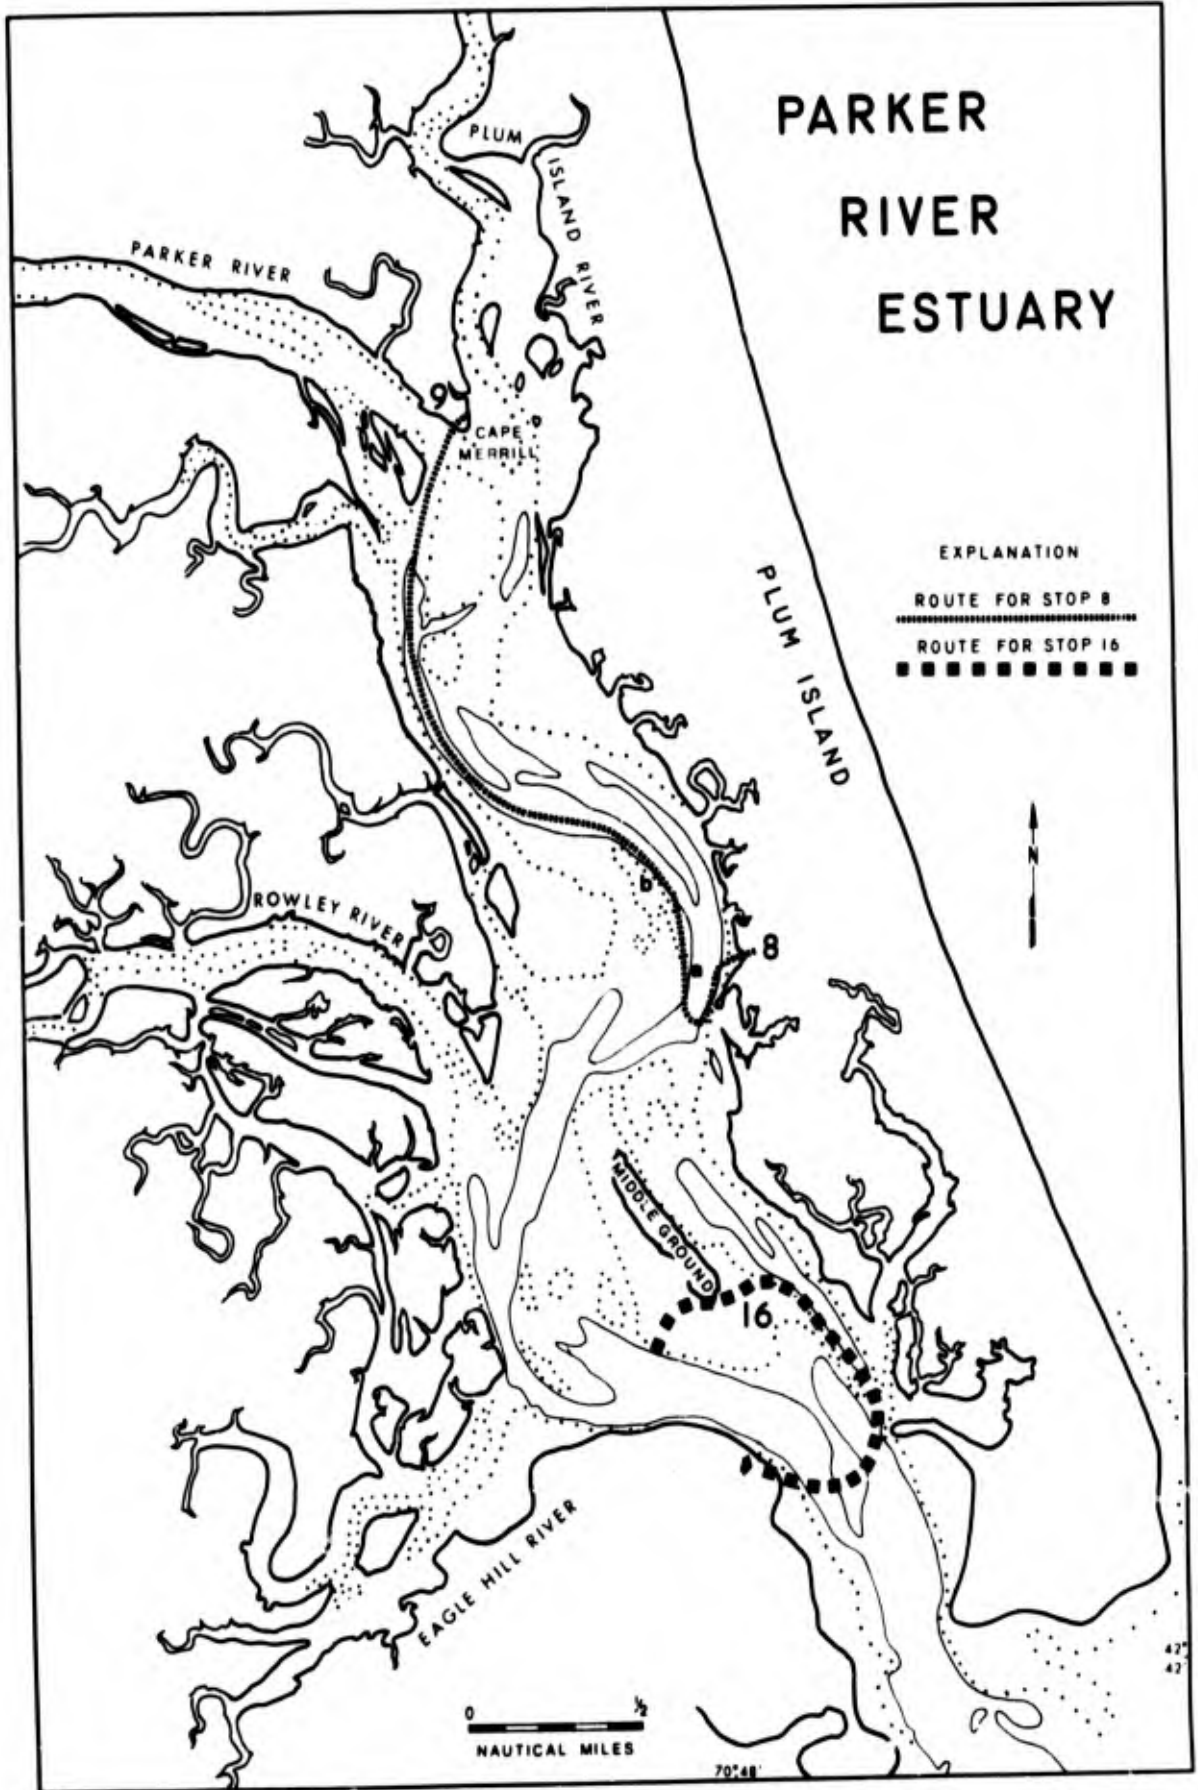 PARKER
RIVER
ESTUARY
PLUM
ISLAND RIVER
PARKER RIVER
9
CAPE
MERRILL
EXPLANATION
ROUTE FOR STOP 8
ROUTE FOR STOP 16
PLUM ISLAND
N
b
ROWLEY RIVER
8
MIDDLE GROUND
16
EAGLE HILL RIVER
42°
42'
0 1/2
NAUTICAL MILES
70°48'